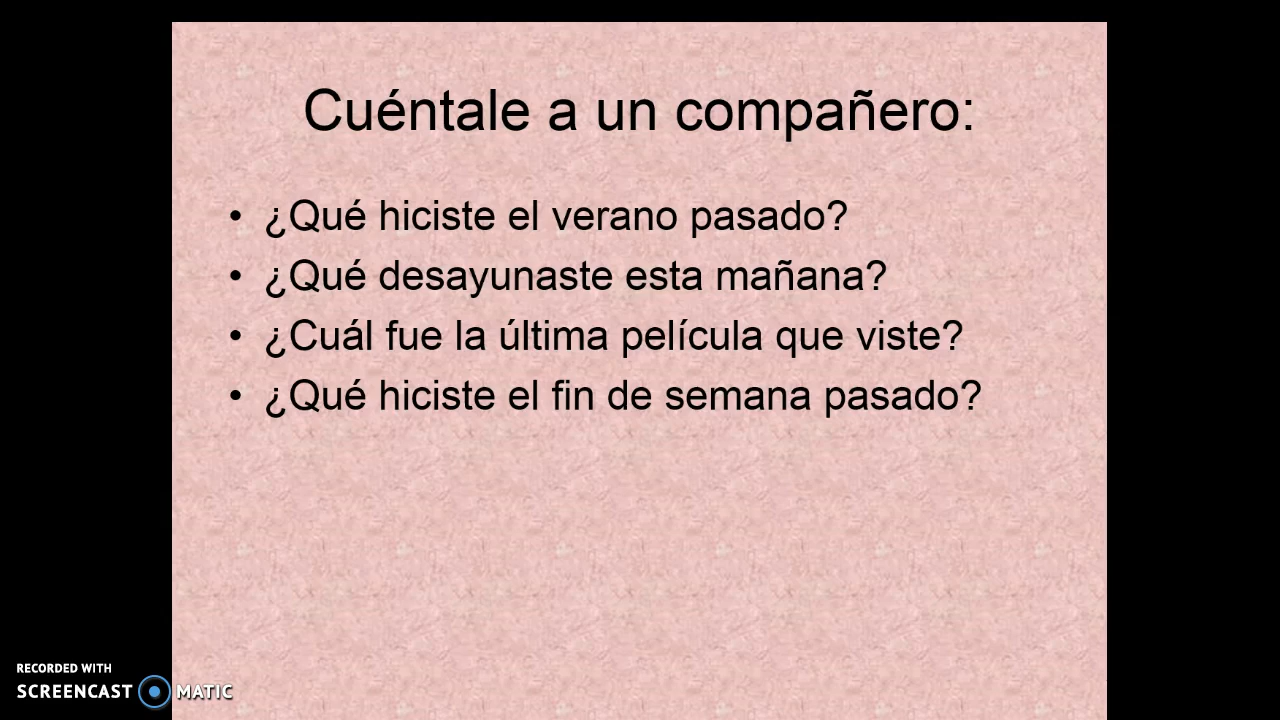 Cuéntale a un compañero:
• ¿Qué hiciste el verano pasado?
• ¿Qué desayunaste esta mañana?
• ¿Cuál fue la última película que viste?
• ¿Qué hiciste el fin de semana pasado?
RECORDED WITH
SCREENCAST MATIC